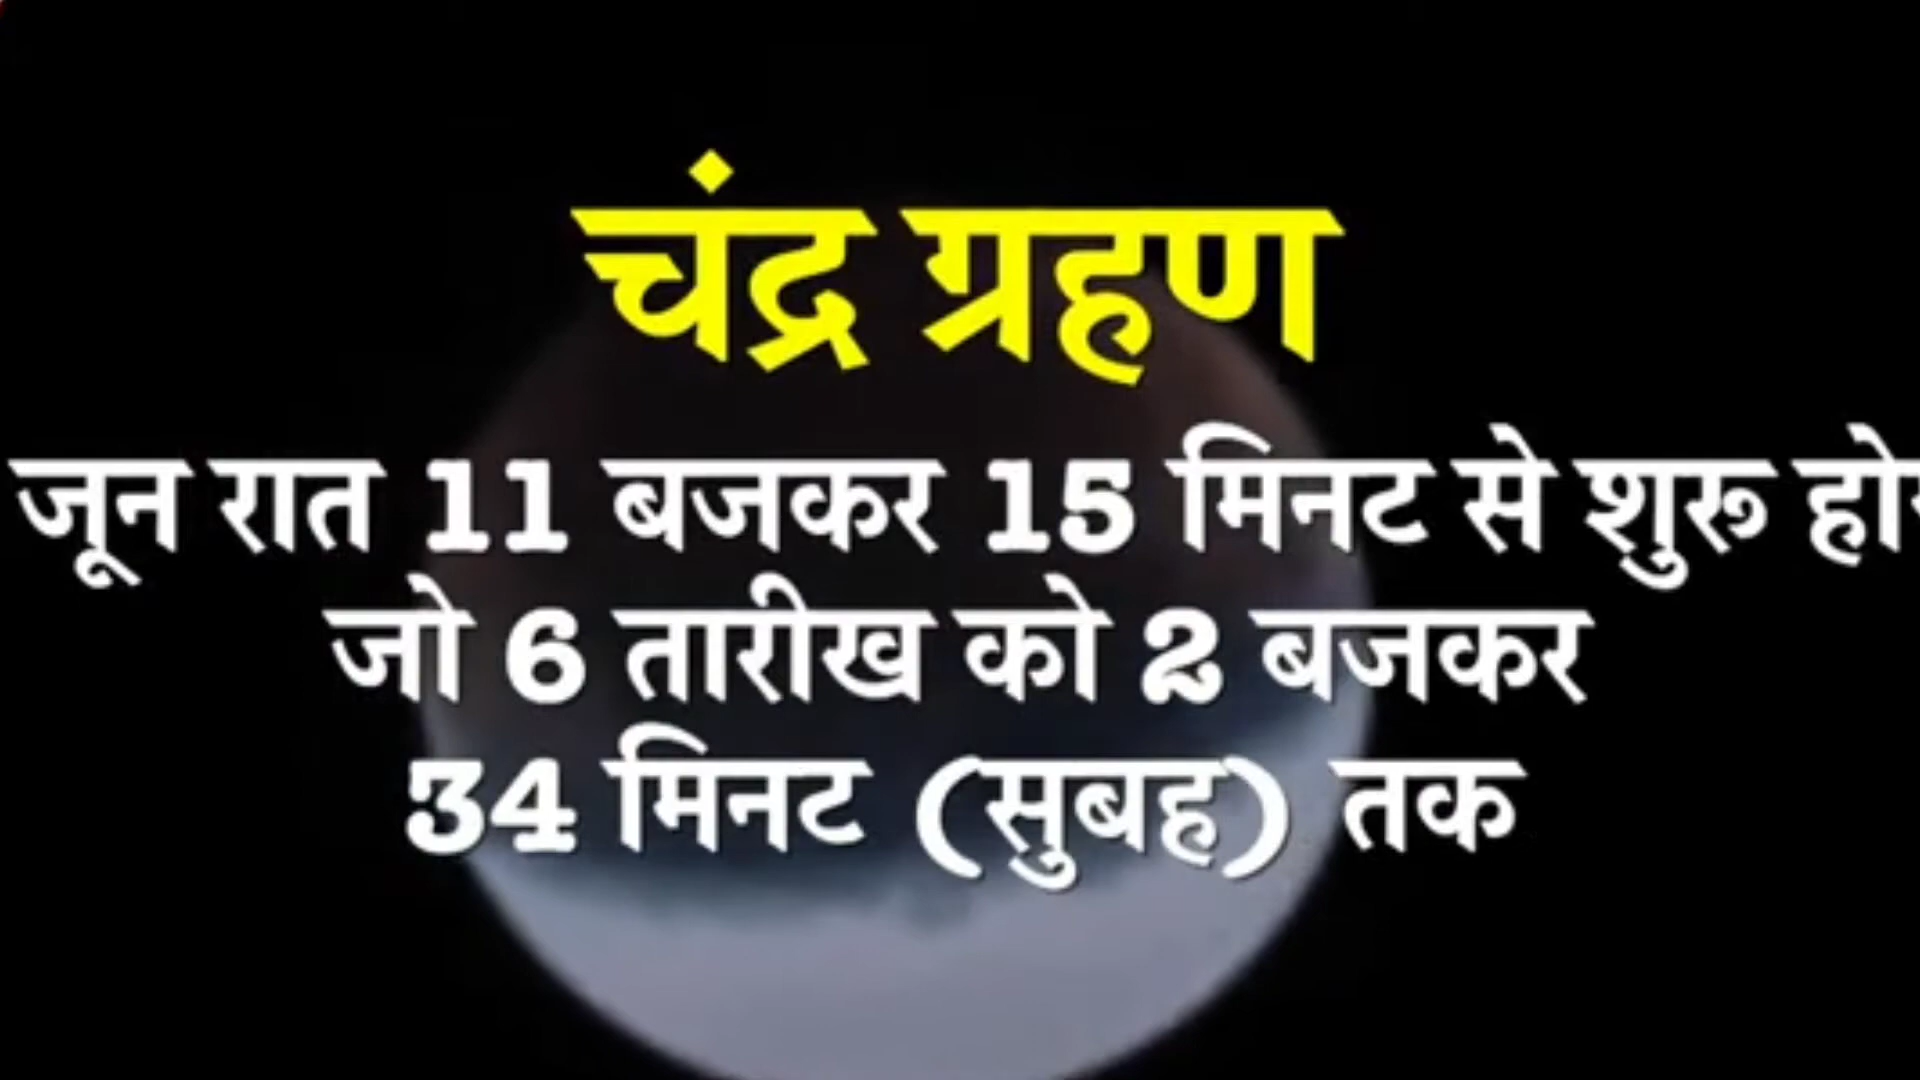 चंद्र ग्रहण
जून रात 11 बजकर 15 मिनट से शुरू
जो 6 तारीख को 2 बजकर
34 मिनट (सुबह) तक